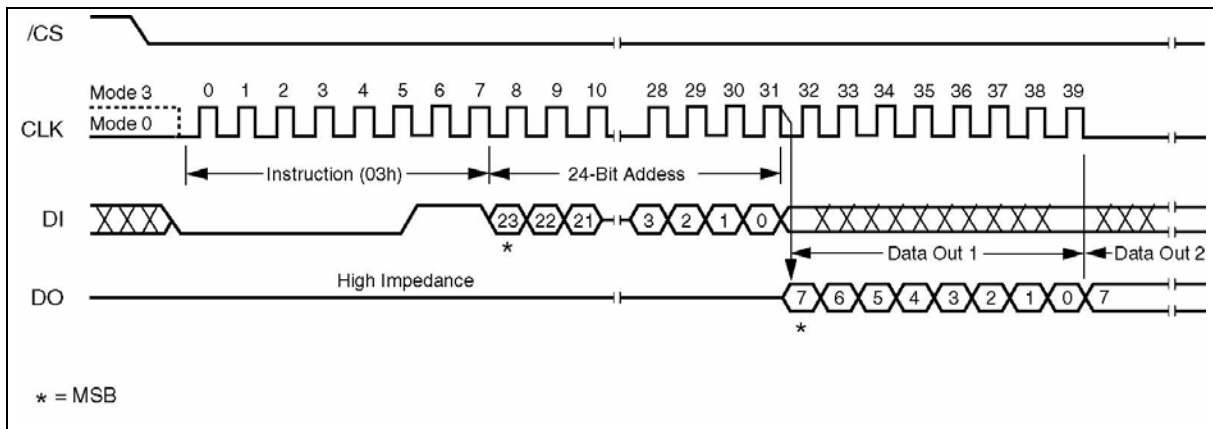 /CS
Mode 3
0 1 2 3 4 5 6 7 8 9 10 28 29 30 31 32 33 34 35 36 37 38 39
CLK
Mode 0
Instruction (03h)
24-Bit Addess
DI
23 22 21 3 2 1 0
*
Data Out 1
Data Out 2
High Impedance
DO
7 6 5 4 3 2 1 0 7
*
* = MSB